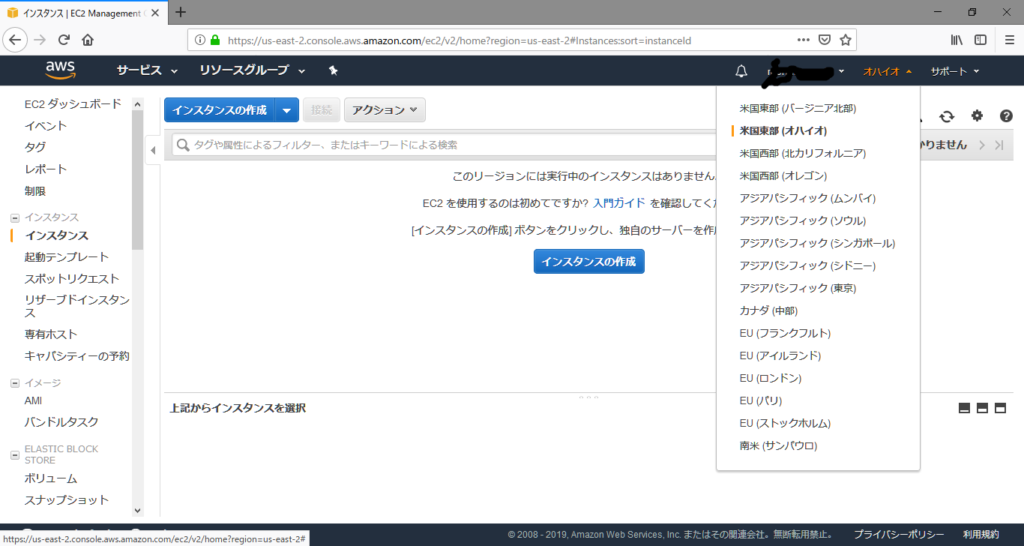 インスタンス | EC2 Management
https://us-east-2.console.aws.amazon.com/ec2/v2/home?region=us-east-2#Instances:sort=instanceId
aws
サービス
リソースグループ
オハイオ
サポート
EC2 ダッシュボード
イベント
タグ
レポート
制限
インスタンス
インスタンス
起動テンプレート
スポットリクエスト
リザーブドインスタン
ス
専有ホスト
キャパシティーの予約
イメージ
AMI
バンドルタスク
ELASTIC BLOCK
STORE
ボリューム
スナップショット
インスタンスの作成
接続
アクション
タグや属性によるフィルター、またはキーワードによる検索
かりません
このリージョンには実行中のインスタンスはありません
EC2 を使用するのは初めてですか? 入門ガイド を確認してくだ
[インスタンスの作成] ボタンをクリックし、独自のサーバーを作成
インスタンスの作成
上記からインスタンスを選択
米国東部 (バージニア北部)
米国東部 (オハイオ)
米国西部 (北カリフォルニア)
米国西部 (オレゴン)
アジアパシフィック (ムンバイ)
アジアパシフィック (ソウル)
アジアパシフィック (シンガポール)
アジアパシフィック (シドニー)
アジアパシフィック (東京)
カナダ (中部)
EU (フランクフルト)
EU (アイルランド)
EU (ロンドン)
EU (パリ)
EU (ストックホルム)
南米 (サンパウロ)
https://us-east-2.console.aws.amazon.com/ec2/v2/home?region=us-east-2#
© 2008 - 2019, Amazon Web Services, Inc. またはその関連会社。無断転用禁止。
プライバシーポリシー
利用規約